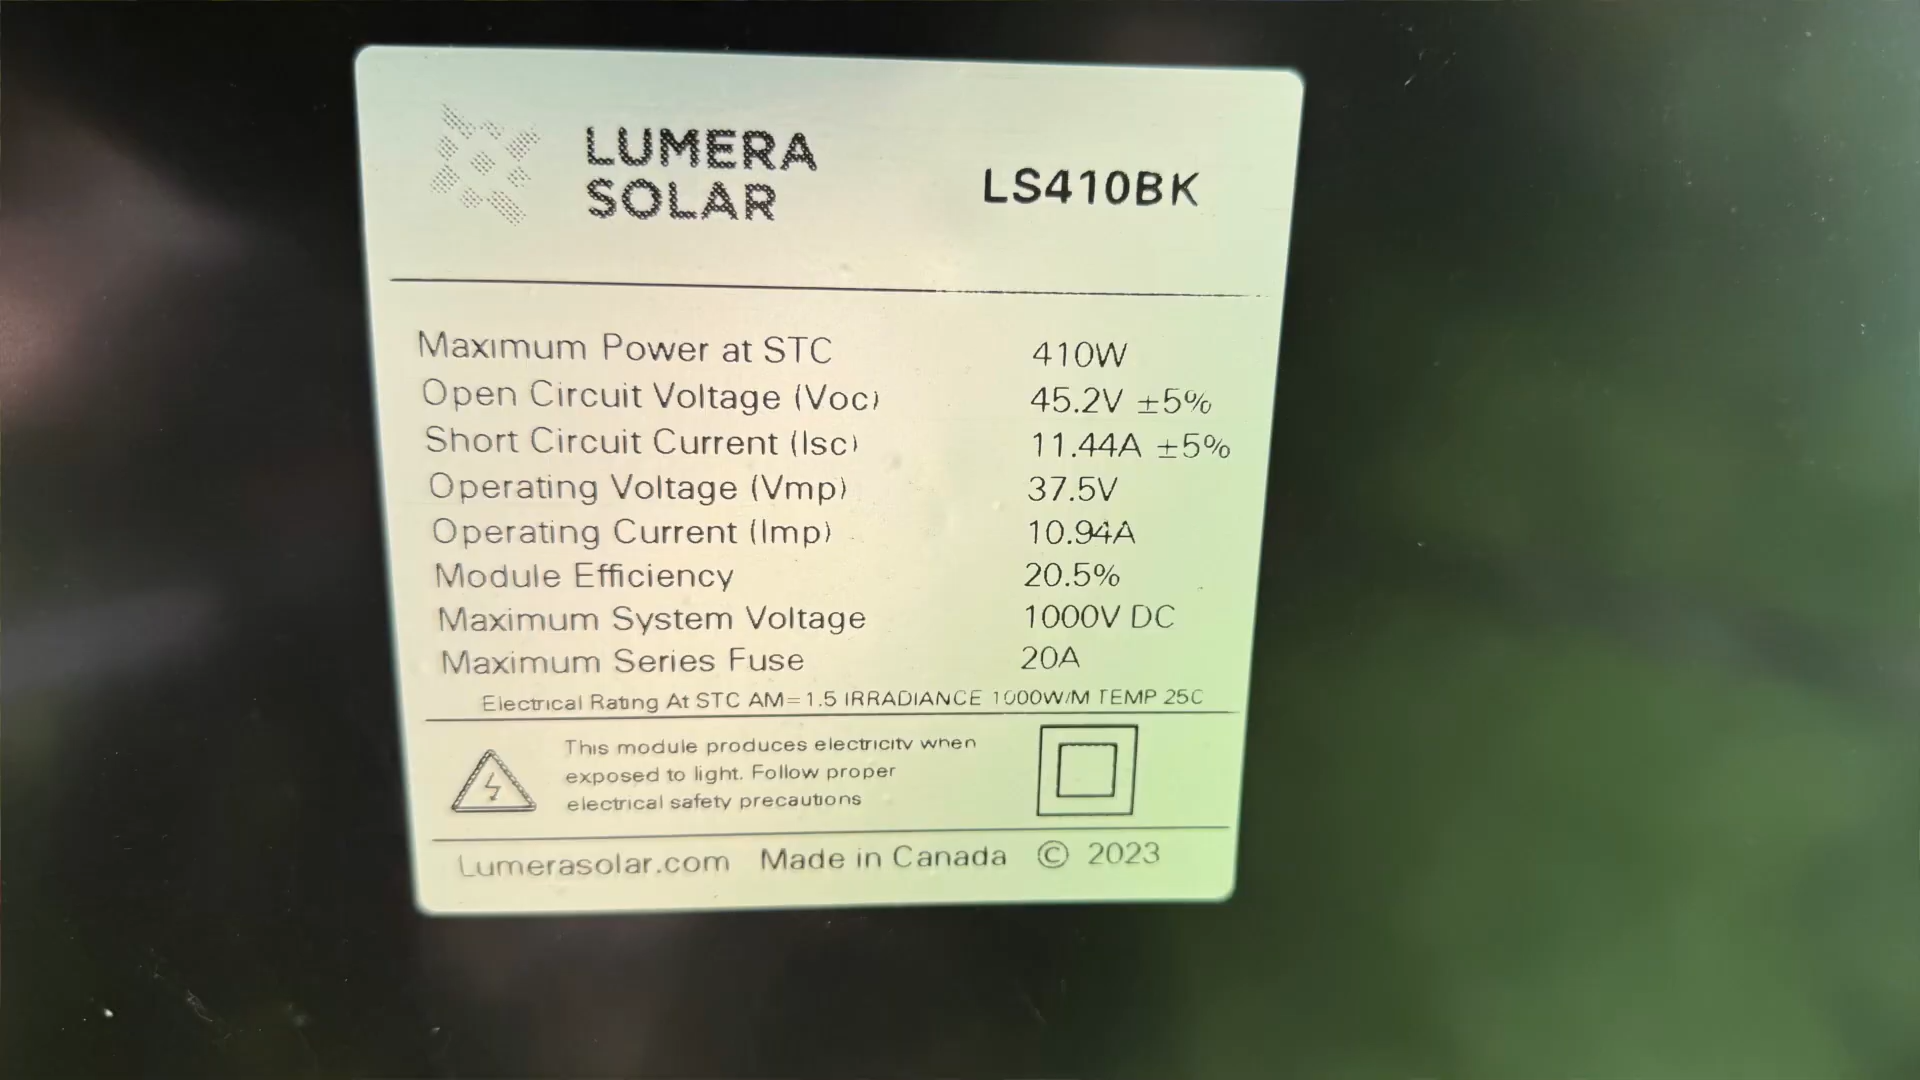 LUMERA
SOLAR
LS410BK
Maximum Power at STC 410W
Open Circuit Voltage (Voc) 45.2V ±5%
Short Circuit Current (Isc) 11.44A ±5%
Operating Voltage (Vmp) 37.5V
Operating Current (Imp) 10.94A
Module Efficiency 20.5%
Maximum System Voltage 1000V DC
Maximum Series Fuse 20A
Electrical Rating At STC AM=1.5 IRRADIANCE 1000W/M TEMP 25C
This module produces electricity when
exposed to light. Follow proper
electrical safety precautions
Lumerasolar.com Made in Canada © 2023